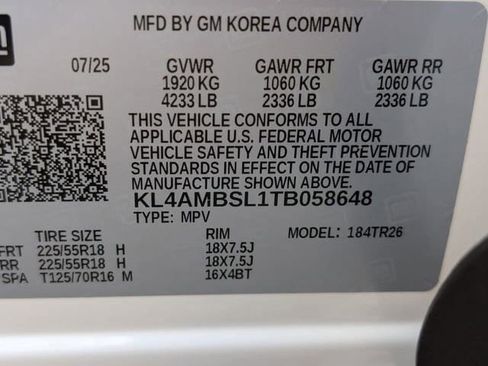 MFD BY GM KOREA COMPANY
07/25 GVWR GAWR FRT GAWR RR
1920 KG 1060 KG 1060 KG
4233 LB 2336 LB 2336 LB
THIS VEHICLE CONFORMS TO ALL
APPLICABLE U.S. FEDERAL MOTOR
VEHICLE SAFETY AND THEFT PREVENTION
STANDARDS IN EFFECT ON THE DATE OF
MANUFACTURE SHOWN ABOVE.
KL4AMBSL1TB058648
TYPE: MPV MODEL: 184TR26
TIRE SIZE RIM
FRT 225/55R18 H 18X7.5J
RR 225/55R18 H 18X7.5J
SPA T125/70R16 M 16X4BT